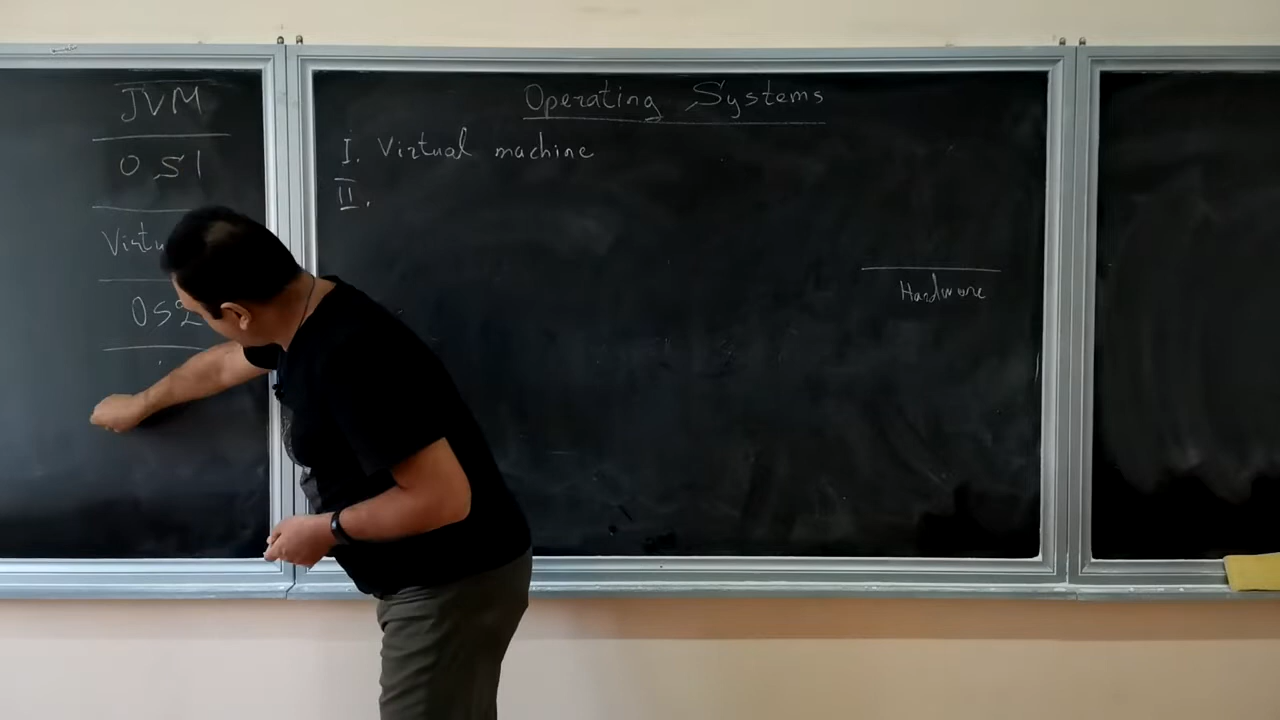 JVM
OS1
Virtu
OS2
Operating Systems
I. Virtual machine
II.
Hardware